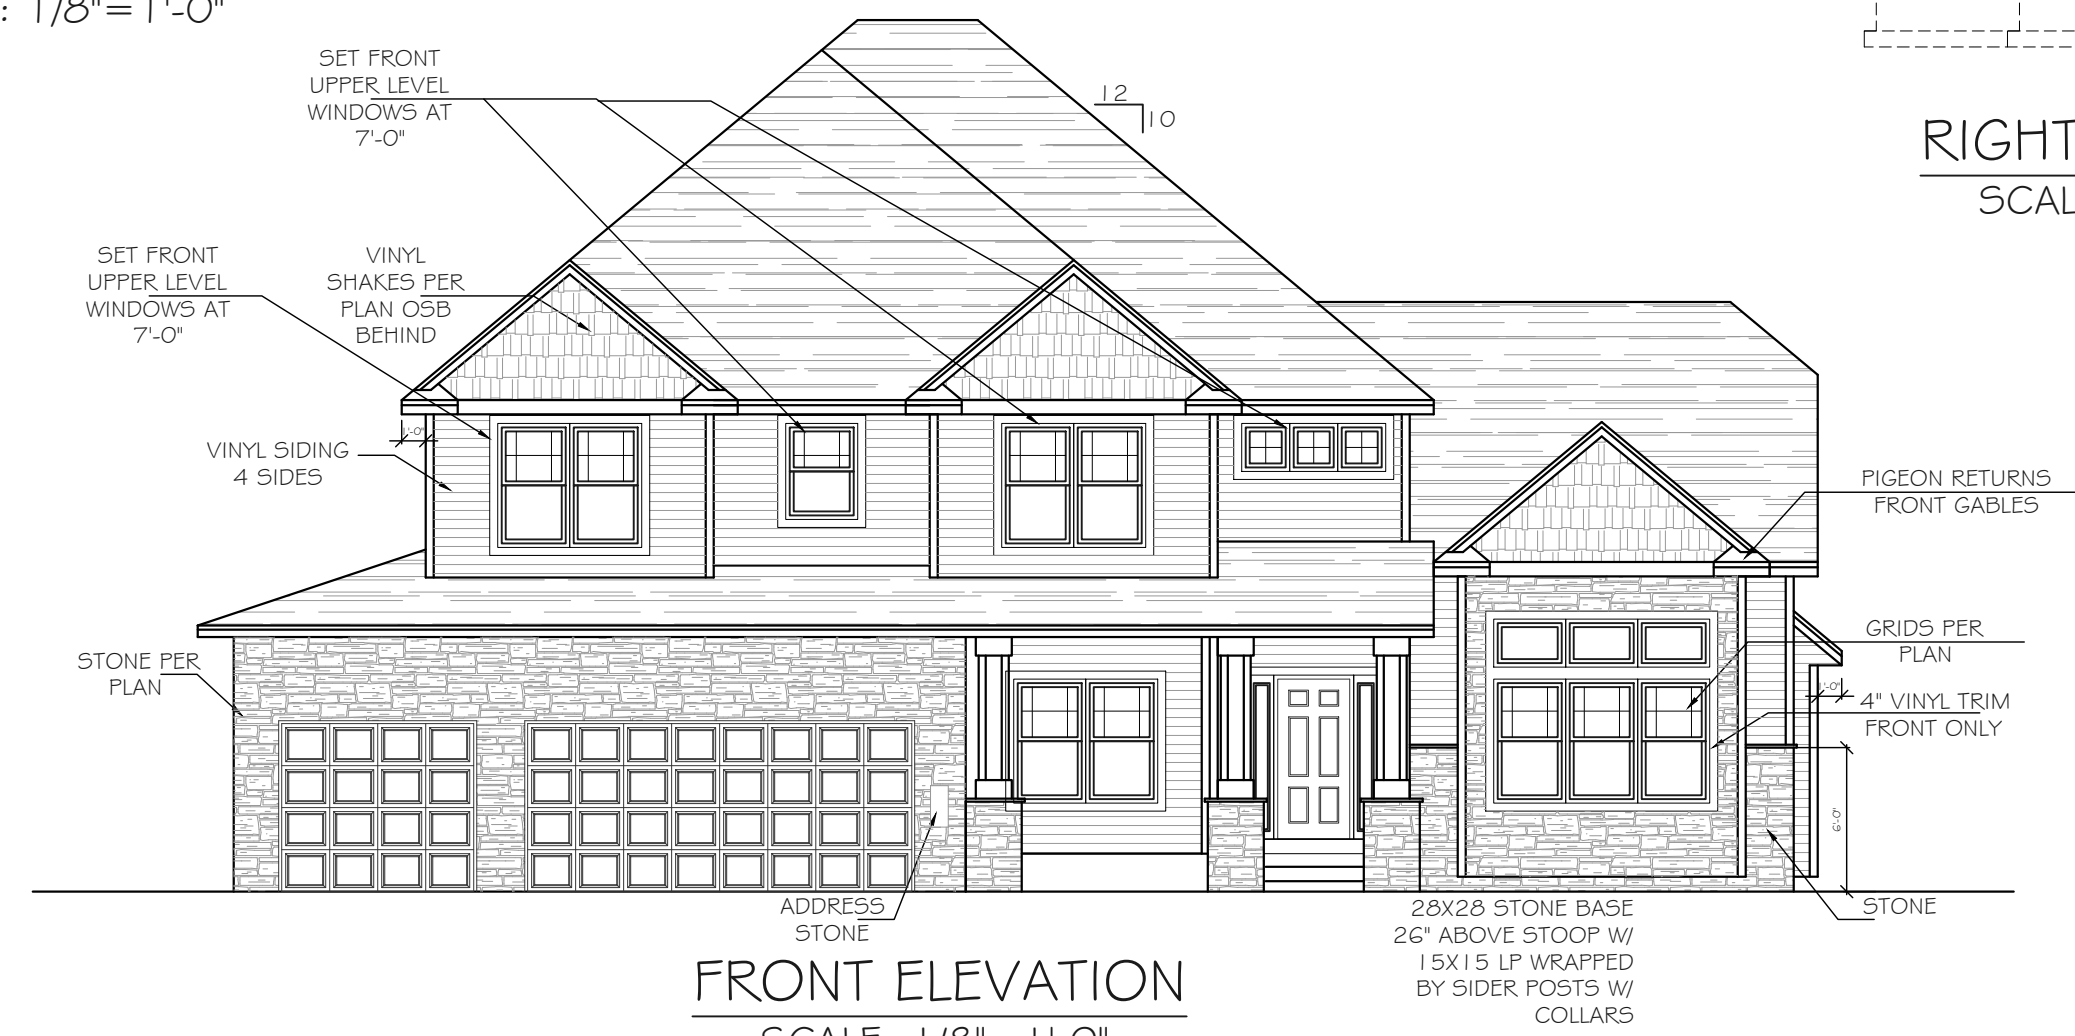 : 1/8"=1'-0"
SET FRONT
UPPER LEVEL
WINDOWS AT
7'-0"
12
10
RIGHT
SCAL
SET FRONT
UPPER LEVEL
WINDOWS AT
7'-0"
VINYL
SHAKES PER
PLAN OSB
BEHIND
1'-0"
VINYL SIDING
4 SIDES
PIGEON RETURNS
FRONT GABLES
STONE PER
PLAN
GRIDS PER
PLAN
1'-0"
4" VINYL TRIM
FRONT ONLY
6'-0"
ADDRESS
STONE
28X28 STONE BASE
26" ABOVE STOOP W/
15X15 LP WRAPPED
BY SIDER POSTS W/
COLLARS
STONE
FRONT ELEVATION